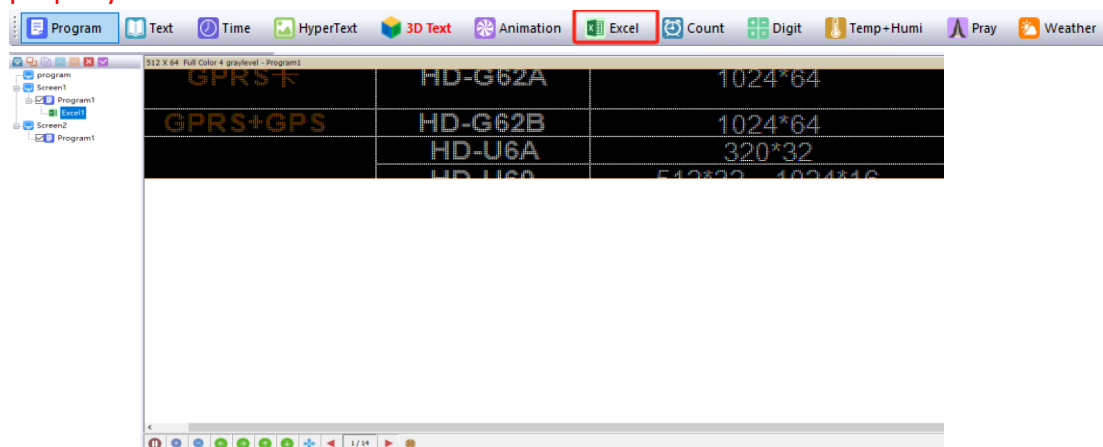 Program Text Time HyperText 3D Text Animation Excel Count Digit Temp+Humi Pray Weather
program
Screen1
Program1
Excel1
Screen2
Program1
512 X 64 Full Color 4 graylevel - Program1
GPRS卡 HD-G62A 1024*64
GPRS+GPS HD-G62B 1024*64
HD-U6A 320*32
1/14